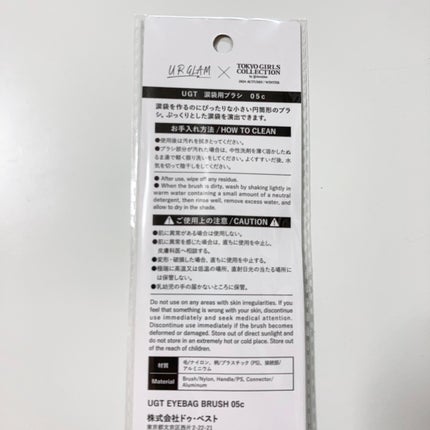 URGLAM × TOKYO GIRLS COLLECTION
2024 AUTUMN / WINTER
UGT 涙袋用ブラシ 05c
涙袋を作るのにぴったりな小さい円筒形のブラ
シ。ぷっくりとした涙袋を演出できます。
お手入れ方法 / HOW TO CLEAN
●使用後は汚れを拭きとってください。
●ブラシ部分が汚れた場合は、中性洗剤を薄く溶かしたぬ
るま湯で軽く振り洗いをしてください。よくすすいだ後、水
気を切って陰干しをしてください。
● After use, wipe off any residue.
● When the brush is dirty, wash by shaking lightly in
warm water containing a small amount of a neutral
detergent, then rinse well, remove excess water, and
allow to dry in the shade.
ご使用上の注意 /CAUTION
●肌に異常がある場合は使用しない。
●肌に異常を感じた場合は、直ちに使用を中止し、
皮膚科医へ相談する。
●変形・破損した場合、直ちに使用を中止する。
●極端に高温又は低温の場所、直射日光の当たる場所に
は保管しない。
●乳幼児の手の届かないところに保管。
Do not use on any areas with skin irregularities. If you
feel that something is wrong with your skin, discontinue
use immediately and seek medical attention.
Discontinue use immediately if the brush becomes
deformed or damaged. Store out of direct sunlight and
do not store in an extremely hot or cold place. Store out
of the reach of children.
材質 毛/ナイロン、柄/プラスチック (PS)、接続部/
アルミニウム
Material Brush/Nylon, Handle/PS, Connector/
Aluminum
UGT EYEBAG BRUSH 05c
株式会社ドゥ・ベスト
東京都文京区西片 2-22-21